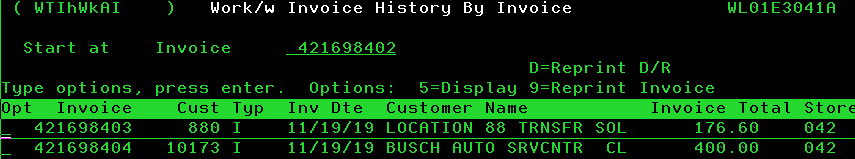 ( WTIhWkAI    )   Work/w Invoice History By Invoice   WL01E3041A
Start at   Invoice   421698402
D=Reprint D/R
Type options, press enter.  Options:  5=Display 9=Reprint Invoice
Opt  Invoice    Cust Typ  Inv Dte  Customer Name    Invoice Total  Store
_  421698403    880 I    11/19/19 LOCATION 88 TRNSFR SOL    176.60    042
_  421698404  10173 I    11/19/19 BUSCH AUTO SRVCNTR  CL    400.00    042